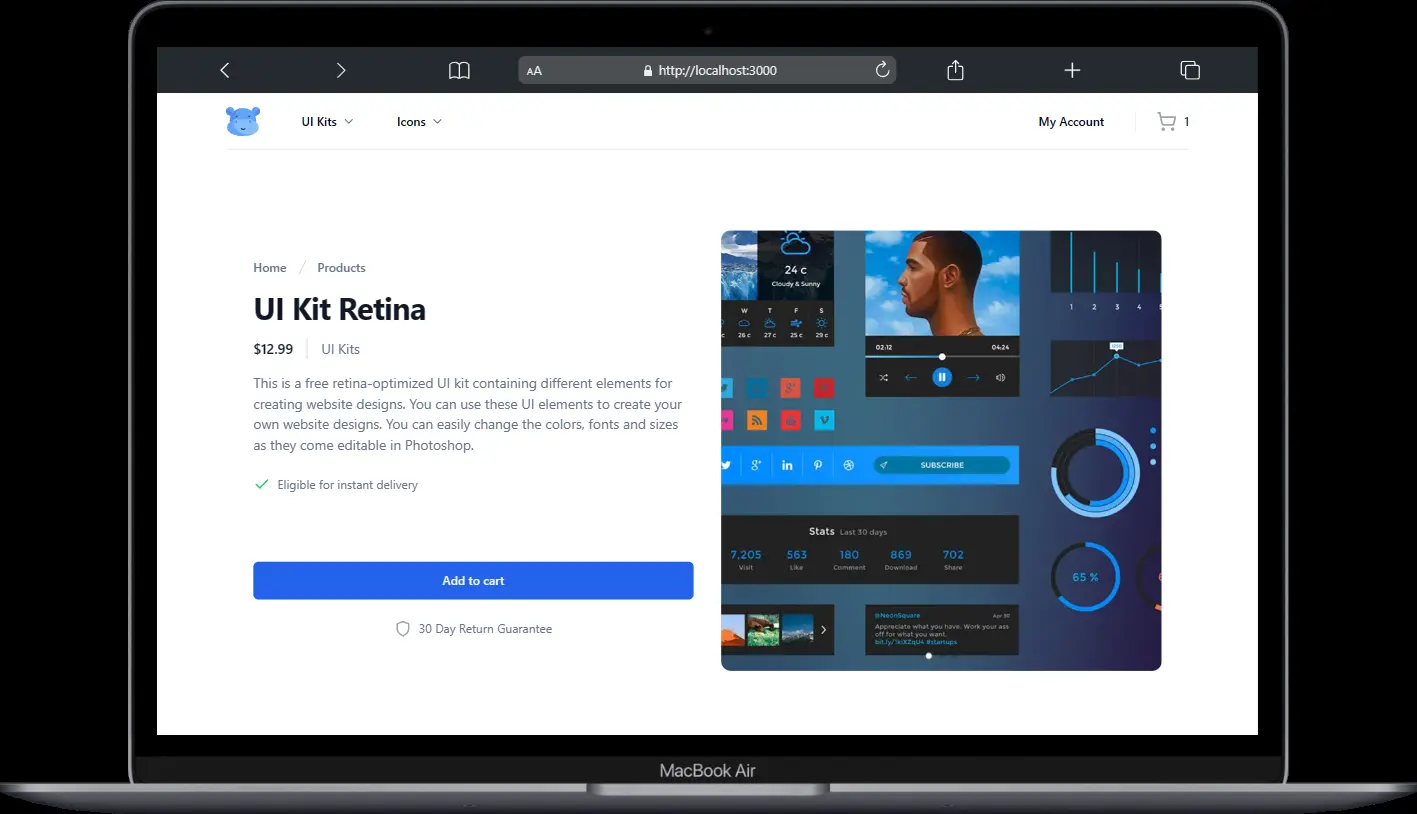 AA
http://localhost:3000
UI Kits
Icons
My Account
1
Home / Products
UI Kit Retina
$12.99
UI Kits
This is a free retina-optimized UI kit containing different elements for
creating website designs. You can use these UI elements to create your
own website designs. You can easily change the colors, fonts and sizes
as they come editable in Photoshop.
Eligible for instant delivery
Add to cart
30 Day Return Guarantee
24 c
Cloudy & Sunny
W T F S
26 c 27 c 25 c 29 c
02:12 04:24
1 2 3 4
g+
g+ in
SUBSCRIBE
Stats Last 30 days
7,205 563 180 869 702
Visit Like Comment Download Share
65 %
@NeonSquare Apr 30
Appreciate what you have. Work your ass
off for what you want.
#startups
MacBook Air